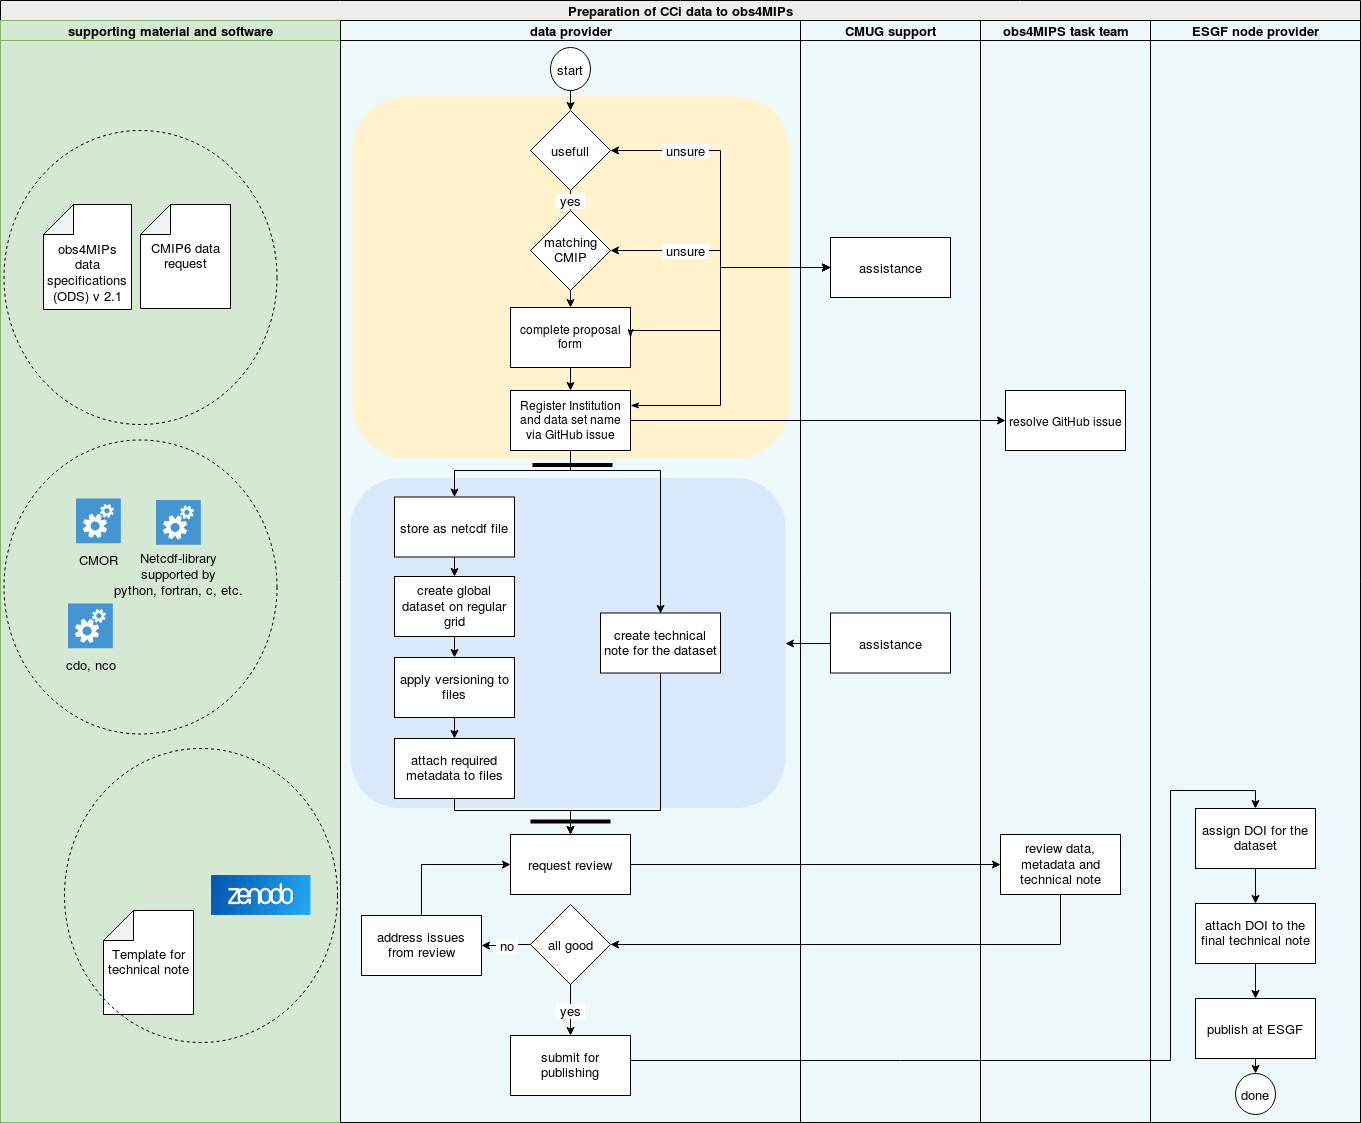 Preparation of CCi data to obs4MIPs
supporting material and software
data provider
CMUG support
obs4MIPS task team
ESGF node provider
start
usefull
unsure
yes
matching
CMIP
unsure
complete proposal
form
Register Institution
and data set name
via GitHub issue
assistance
resolve GitHub issue
obs4MIPs
data
specifications
(ODS) v 2.1
CMIP6 data
request
CMOR
Netcdf-library
supported by
python, fortran, c, etc.
cdo, nco
store as netcdf file
create global
dataset on regular
grid
apply versioning to
files
attach required
metadata to files
create technical
note for the dataset
assistance
zenodo
Template for
technical note
request review
review data,
metadata and
technical note
address issues
from review
no
all good
yes
submit for
publishing
assign DOI for the
dataset
attach DOI to the
final technical note
publish at ESGF
done